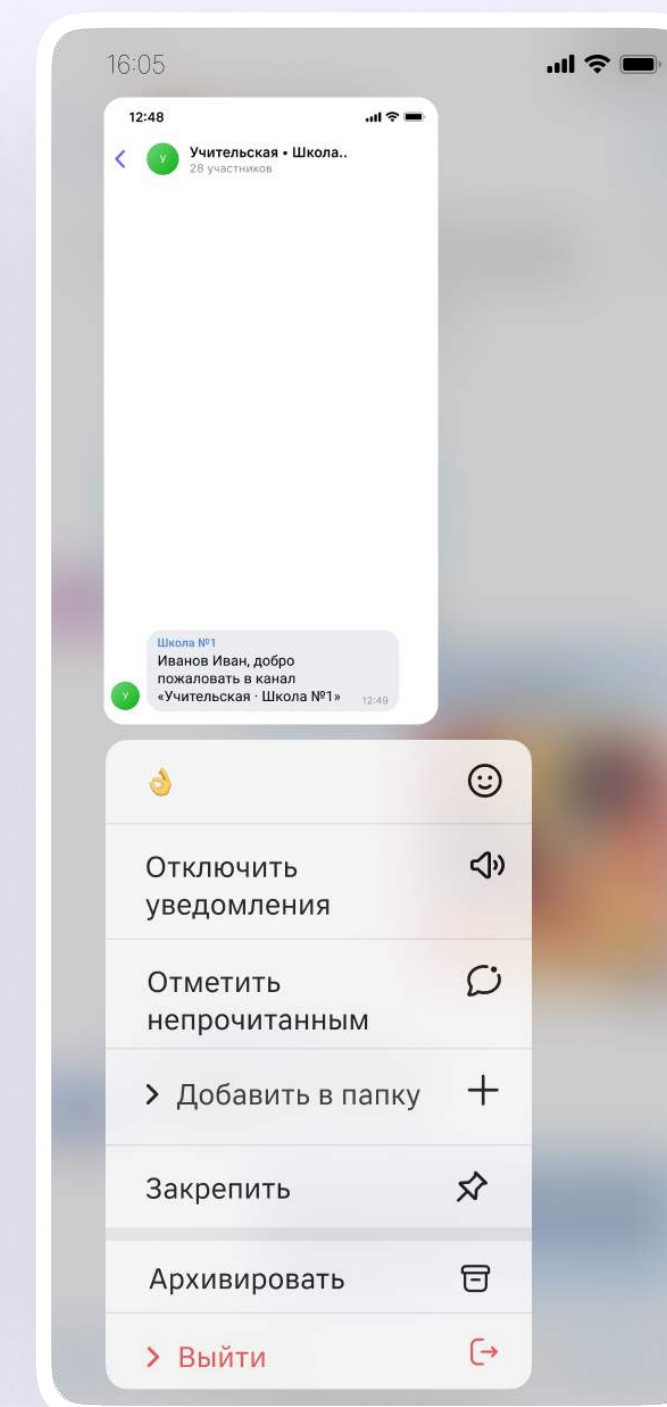 16:05
12:48
У
Учительская • Школа..
28 участников
Школа №1
Иванов Иван, добро
пожаловать в канал
«Учительская · Школа №1»
12:49
У
Отключить
уведомления
Отметить
непрочитанным
Добавить в папку
Закрепить
Архивировать
Выйти